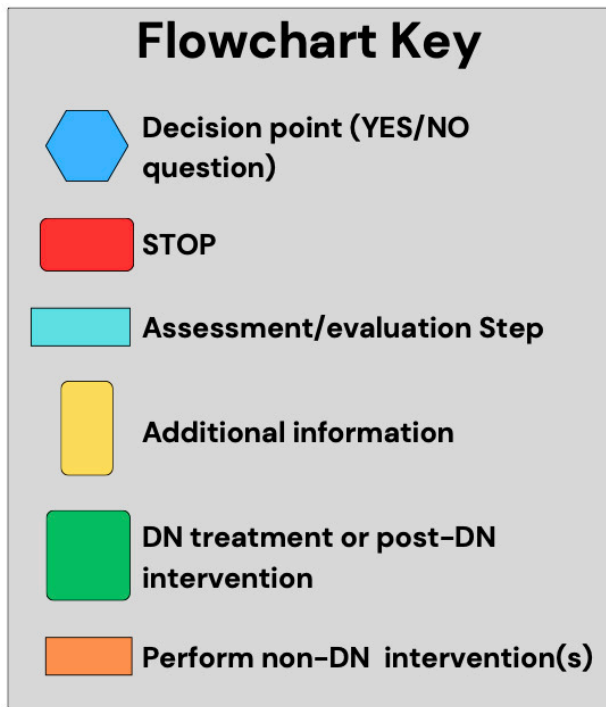 Flowchart Key
Decision point (YES/NO
question)
STOP
Assessment/evaluation Step
Additional information
DN treatment or post-DN
intervention
Perform non-DN intervention(s)